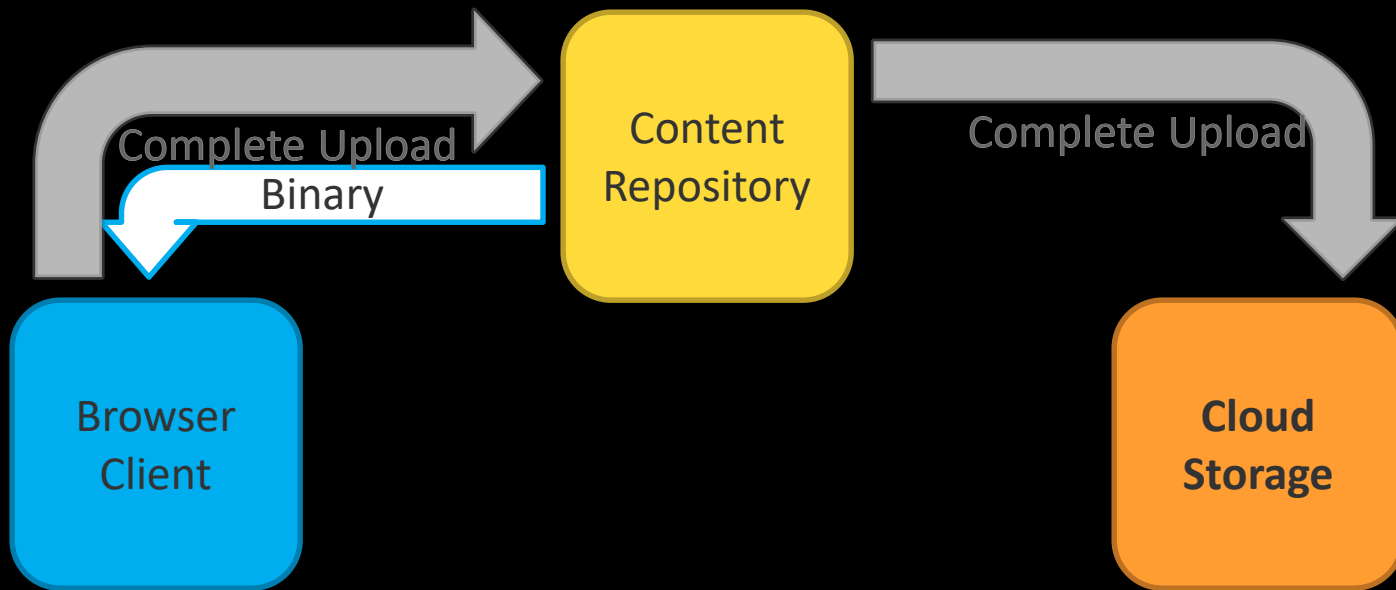 Complete Upload
Binary
Content
Repository
Complete Upload
Browser
Client
Cloud
Storage